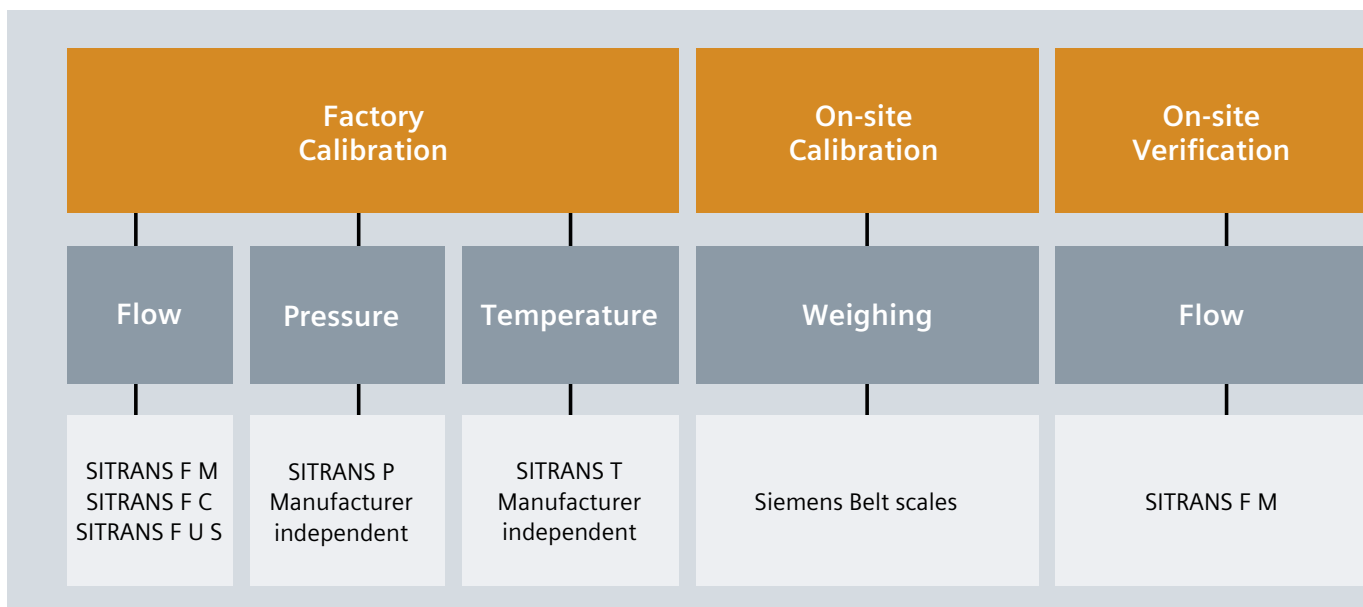 Factory
Calibration
On-site
Calibration
On-site
Verification
Flow
Pressure
Temperature
Weighing
Flow
SITRANS F M
SITRANS F C
SITRANS F U S
SITRANS P
Manufacturer
independent
SITRANS T
Manufacturer
independent
Siemens Belt scales
SITRANS F M